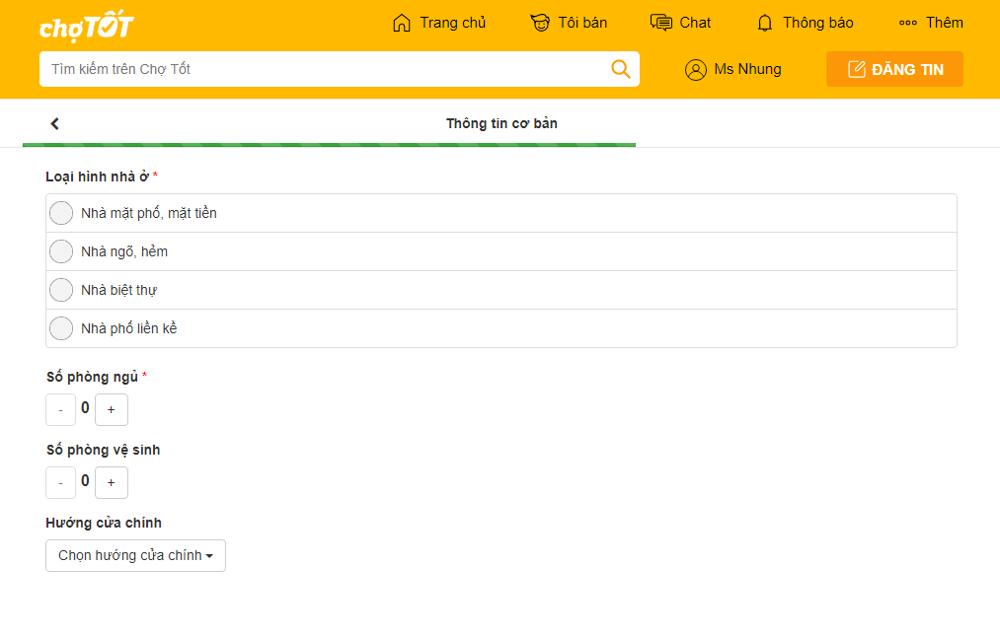 chợTỐT
Trang chủ
Tôi bán
Chat
Thông báo
Thêm
Tìm kiếm trên Chợ Tốt
Ms Nhung
ĐĂNG TIN
Thông tin cơ bản
Loại hình nhà ở *
Nhà mặt phố, mặt tiền
Nhà ngõ, hẻm
Nhà biệt thự
Nhà phố liền kề
Số phòng ngủ *
- 0 +
Số phòng vệ sinh
- 0 +
Hướng cửa chính
Chọn hướng cửa chính